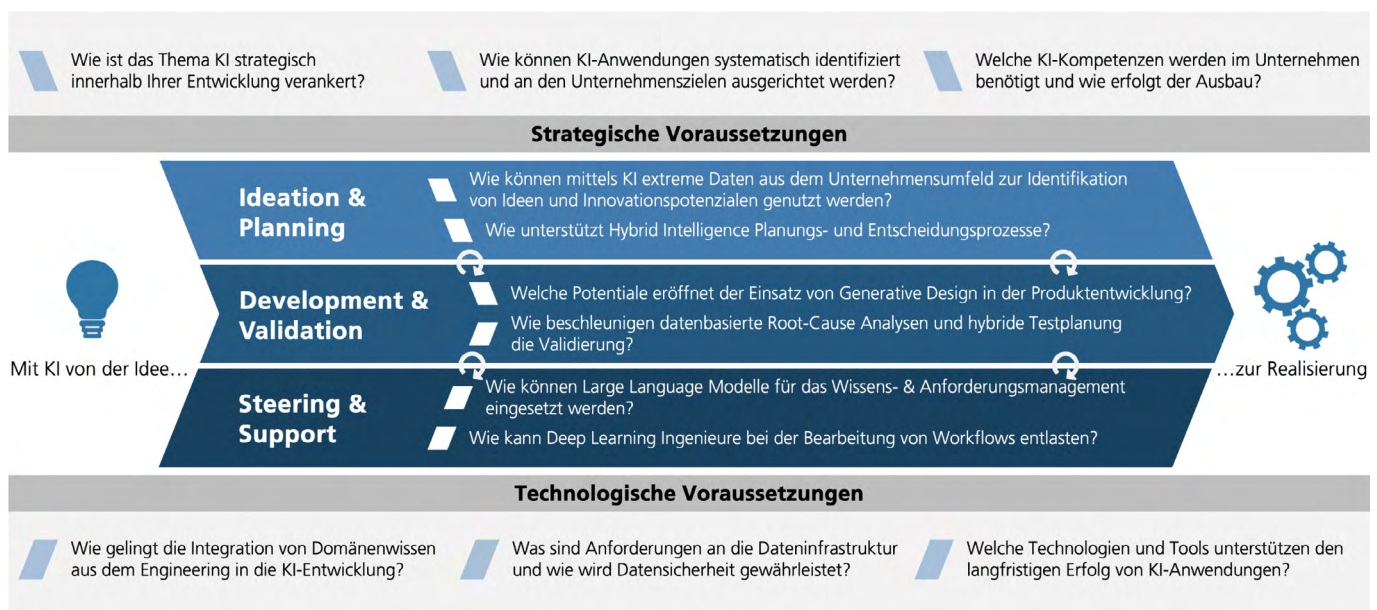 Wie ist das Thema KI strategisch
innerhalb Ihrer Entwicklung verankert?
Wie können KI-Anwendungen systematisch identifiziert
und an den Unternehmenszielen ausgerichtet werden?
Welche KI-Kompetenzen werden im Unternehmen
benötigt und wie erfolgt der Ausbau?
Strategische Voraussetzungen
Mit KI von der Idee...
Ideation &
Planning
Wie können mittels KI extreme Daten aus dem Unternehmensumfeld zur Identifikation
von Ideen und Innovationspotenzialen genutzt werden?
Wie unterstützt Hybrid Intelligence Planungs- und Entscheidungsprozesse?
Development &
Validation
Welche Potentiale eröffnet der Einsatz von Generative Design in der Produktentwicklung?
Wie beschleunigen datenbasierte Root-Cause Analysen und hybride Testplanung
die Validierung?
Steering &
Support
Wie können Large Language Modelle für das Wissens- & Anforderungsmanagement
eingesetzt werden?
Wie kann Deep Learning Ingenieure bei der Bearbeitung von Workflows entlasten?
...zur Realisierung
Technologische Voraussetzungen
Wie gelingt die Integration von Domänenwissen
aus dem Engineering in die KI-Entwicklung?
Was sind Anforderungen an die Dateninfrastruktur
und wie wird Datensicherheit gewährleistet?
Welche Technologien und Tools unterstützen den
langfristigen Erfolg von KI-Anwendungen?